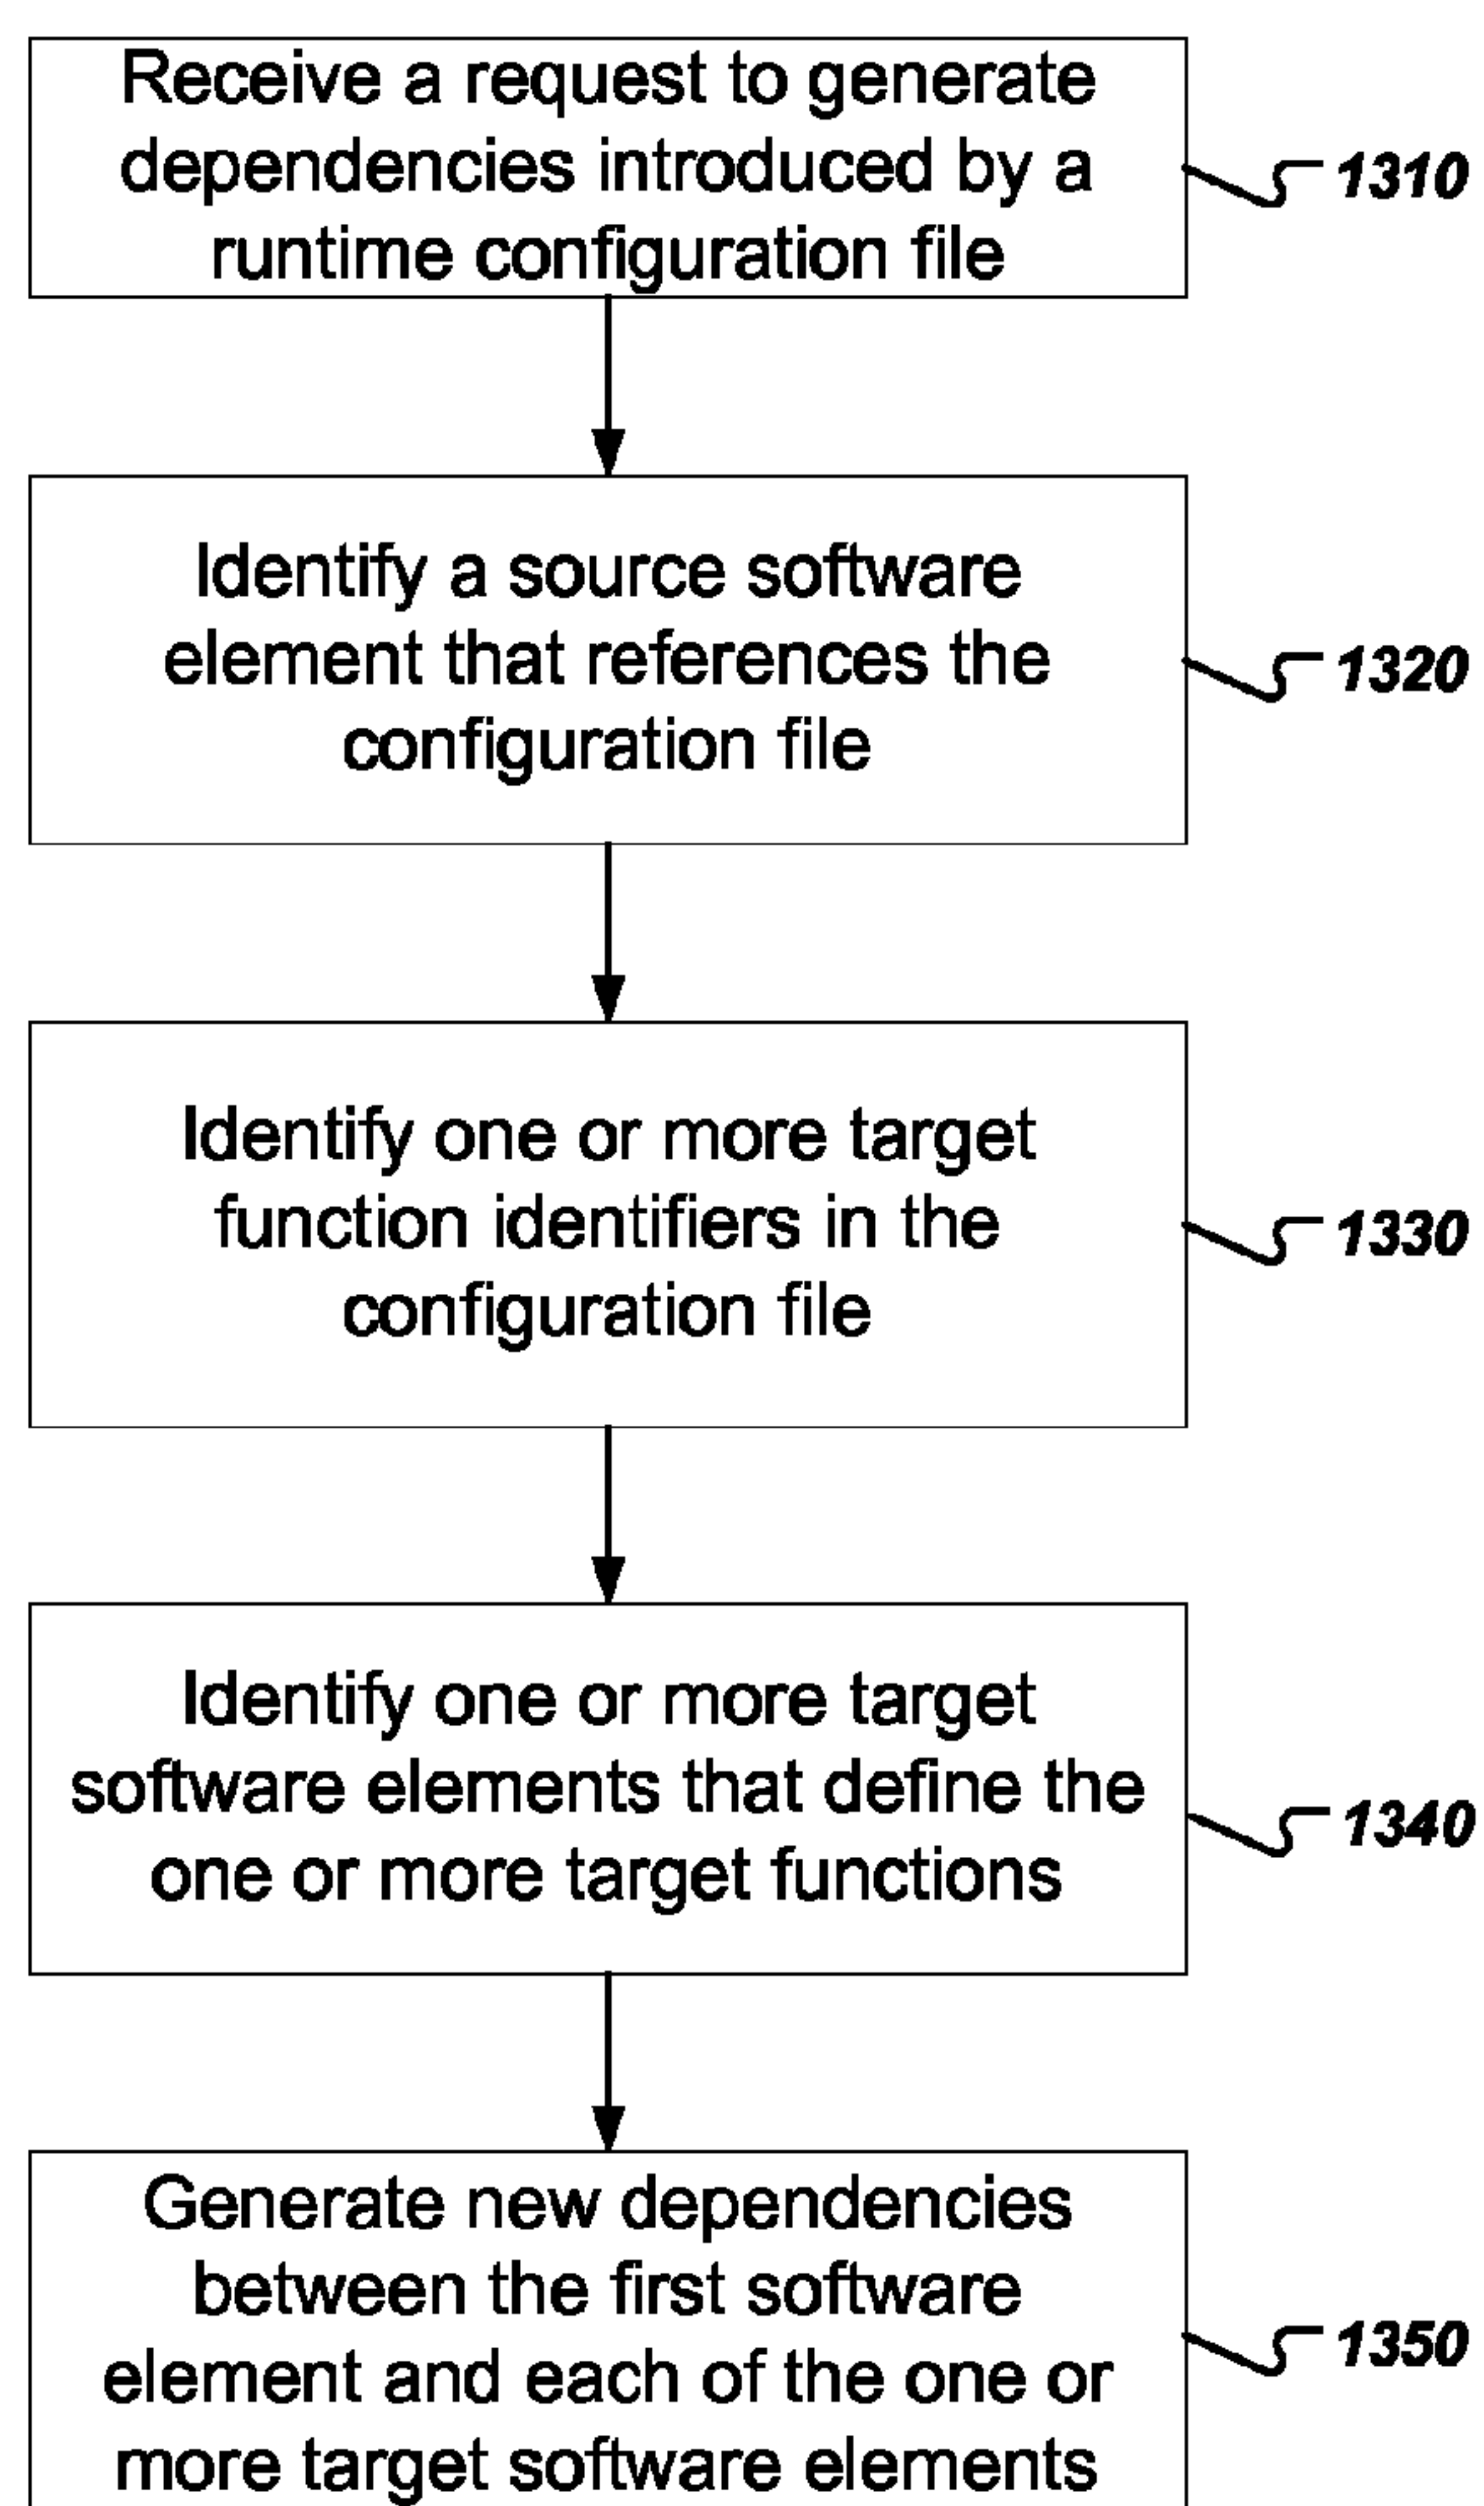 Receive a request to generate
dependencies introduced by a
runtime configuration file
1310
Identify a source software
element that references the
configuration file
1320
Identify one or more target
function identifiers in the
configuration file
1330
Identify one or more target
software elements that define the
one or more target functions
1340
Generate new dependencies
between the first software
element and each of the one or
more target software elements
1350